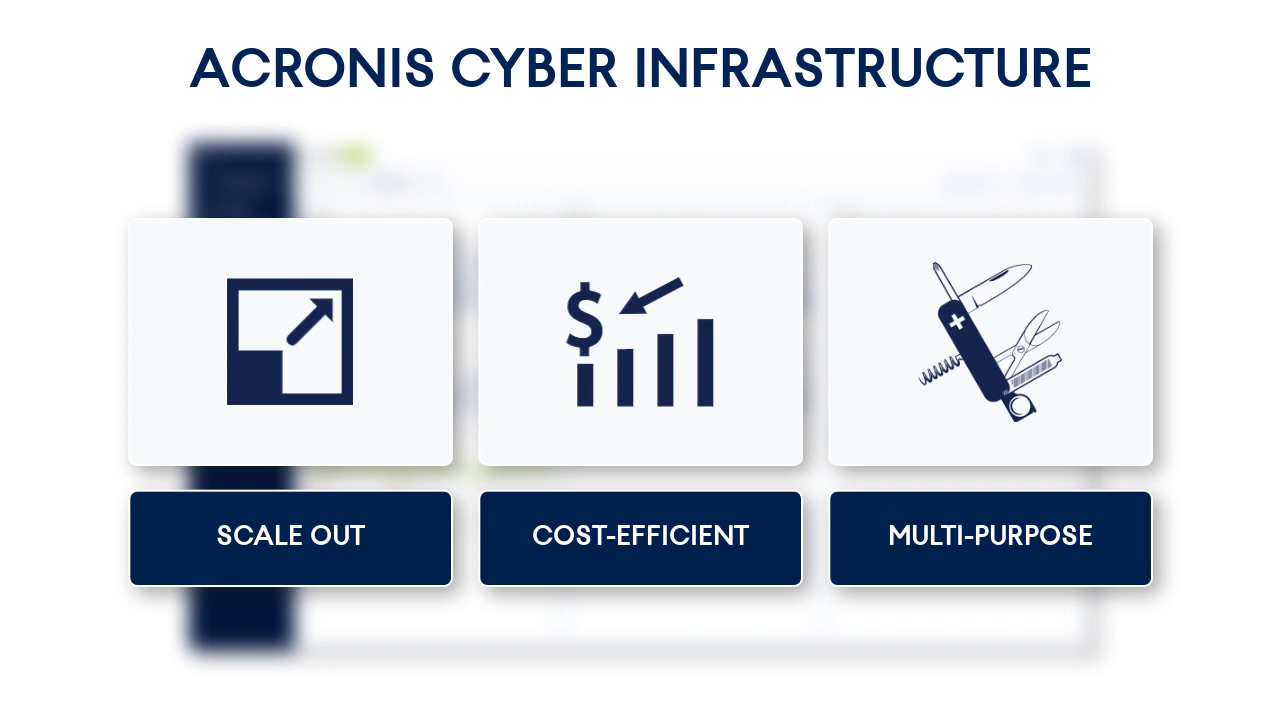 ACRONIS CYBER INFRASTRUCTURE
$
SCALE OUT
COST-EFFICIENT
MULTI-PURPOSE